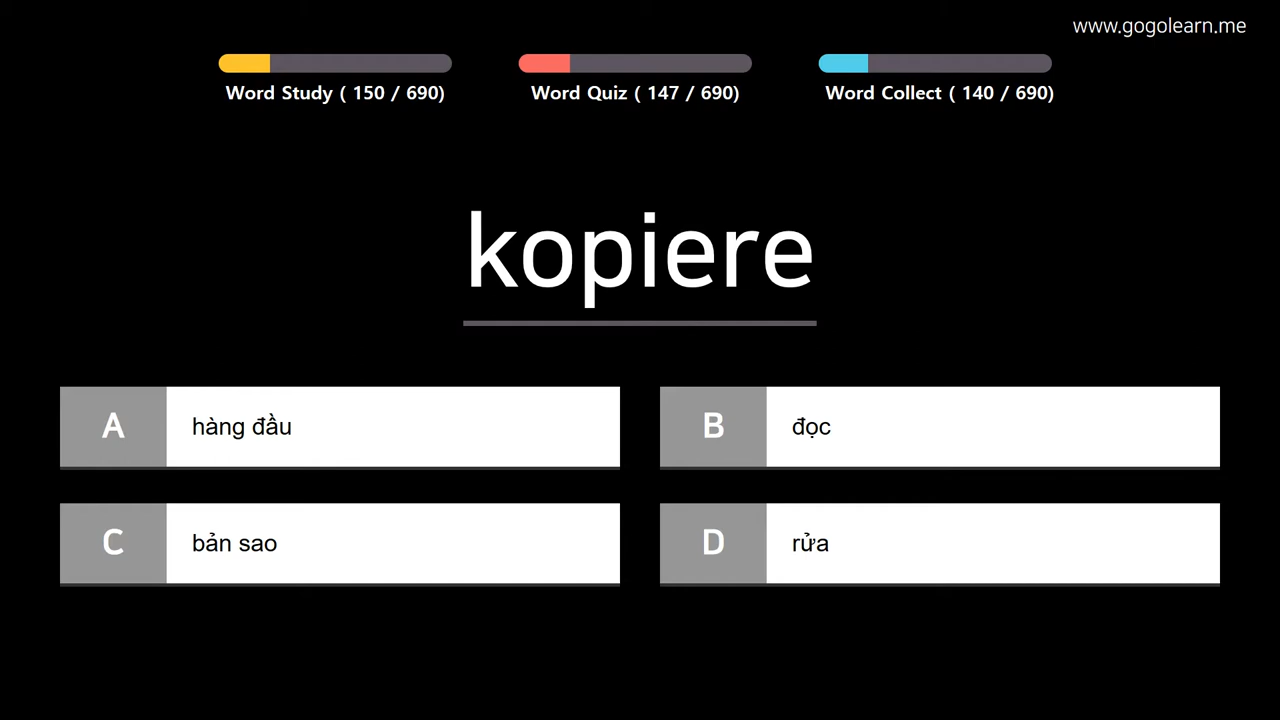 www.gogolearn.me
Word Study ( 150 / 690)
Word Quiz ( 147 / 690)
Word Collect ( 140 / 690)
kopiere
A hàng đầu
B đọc
C bản sao
D rửa